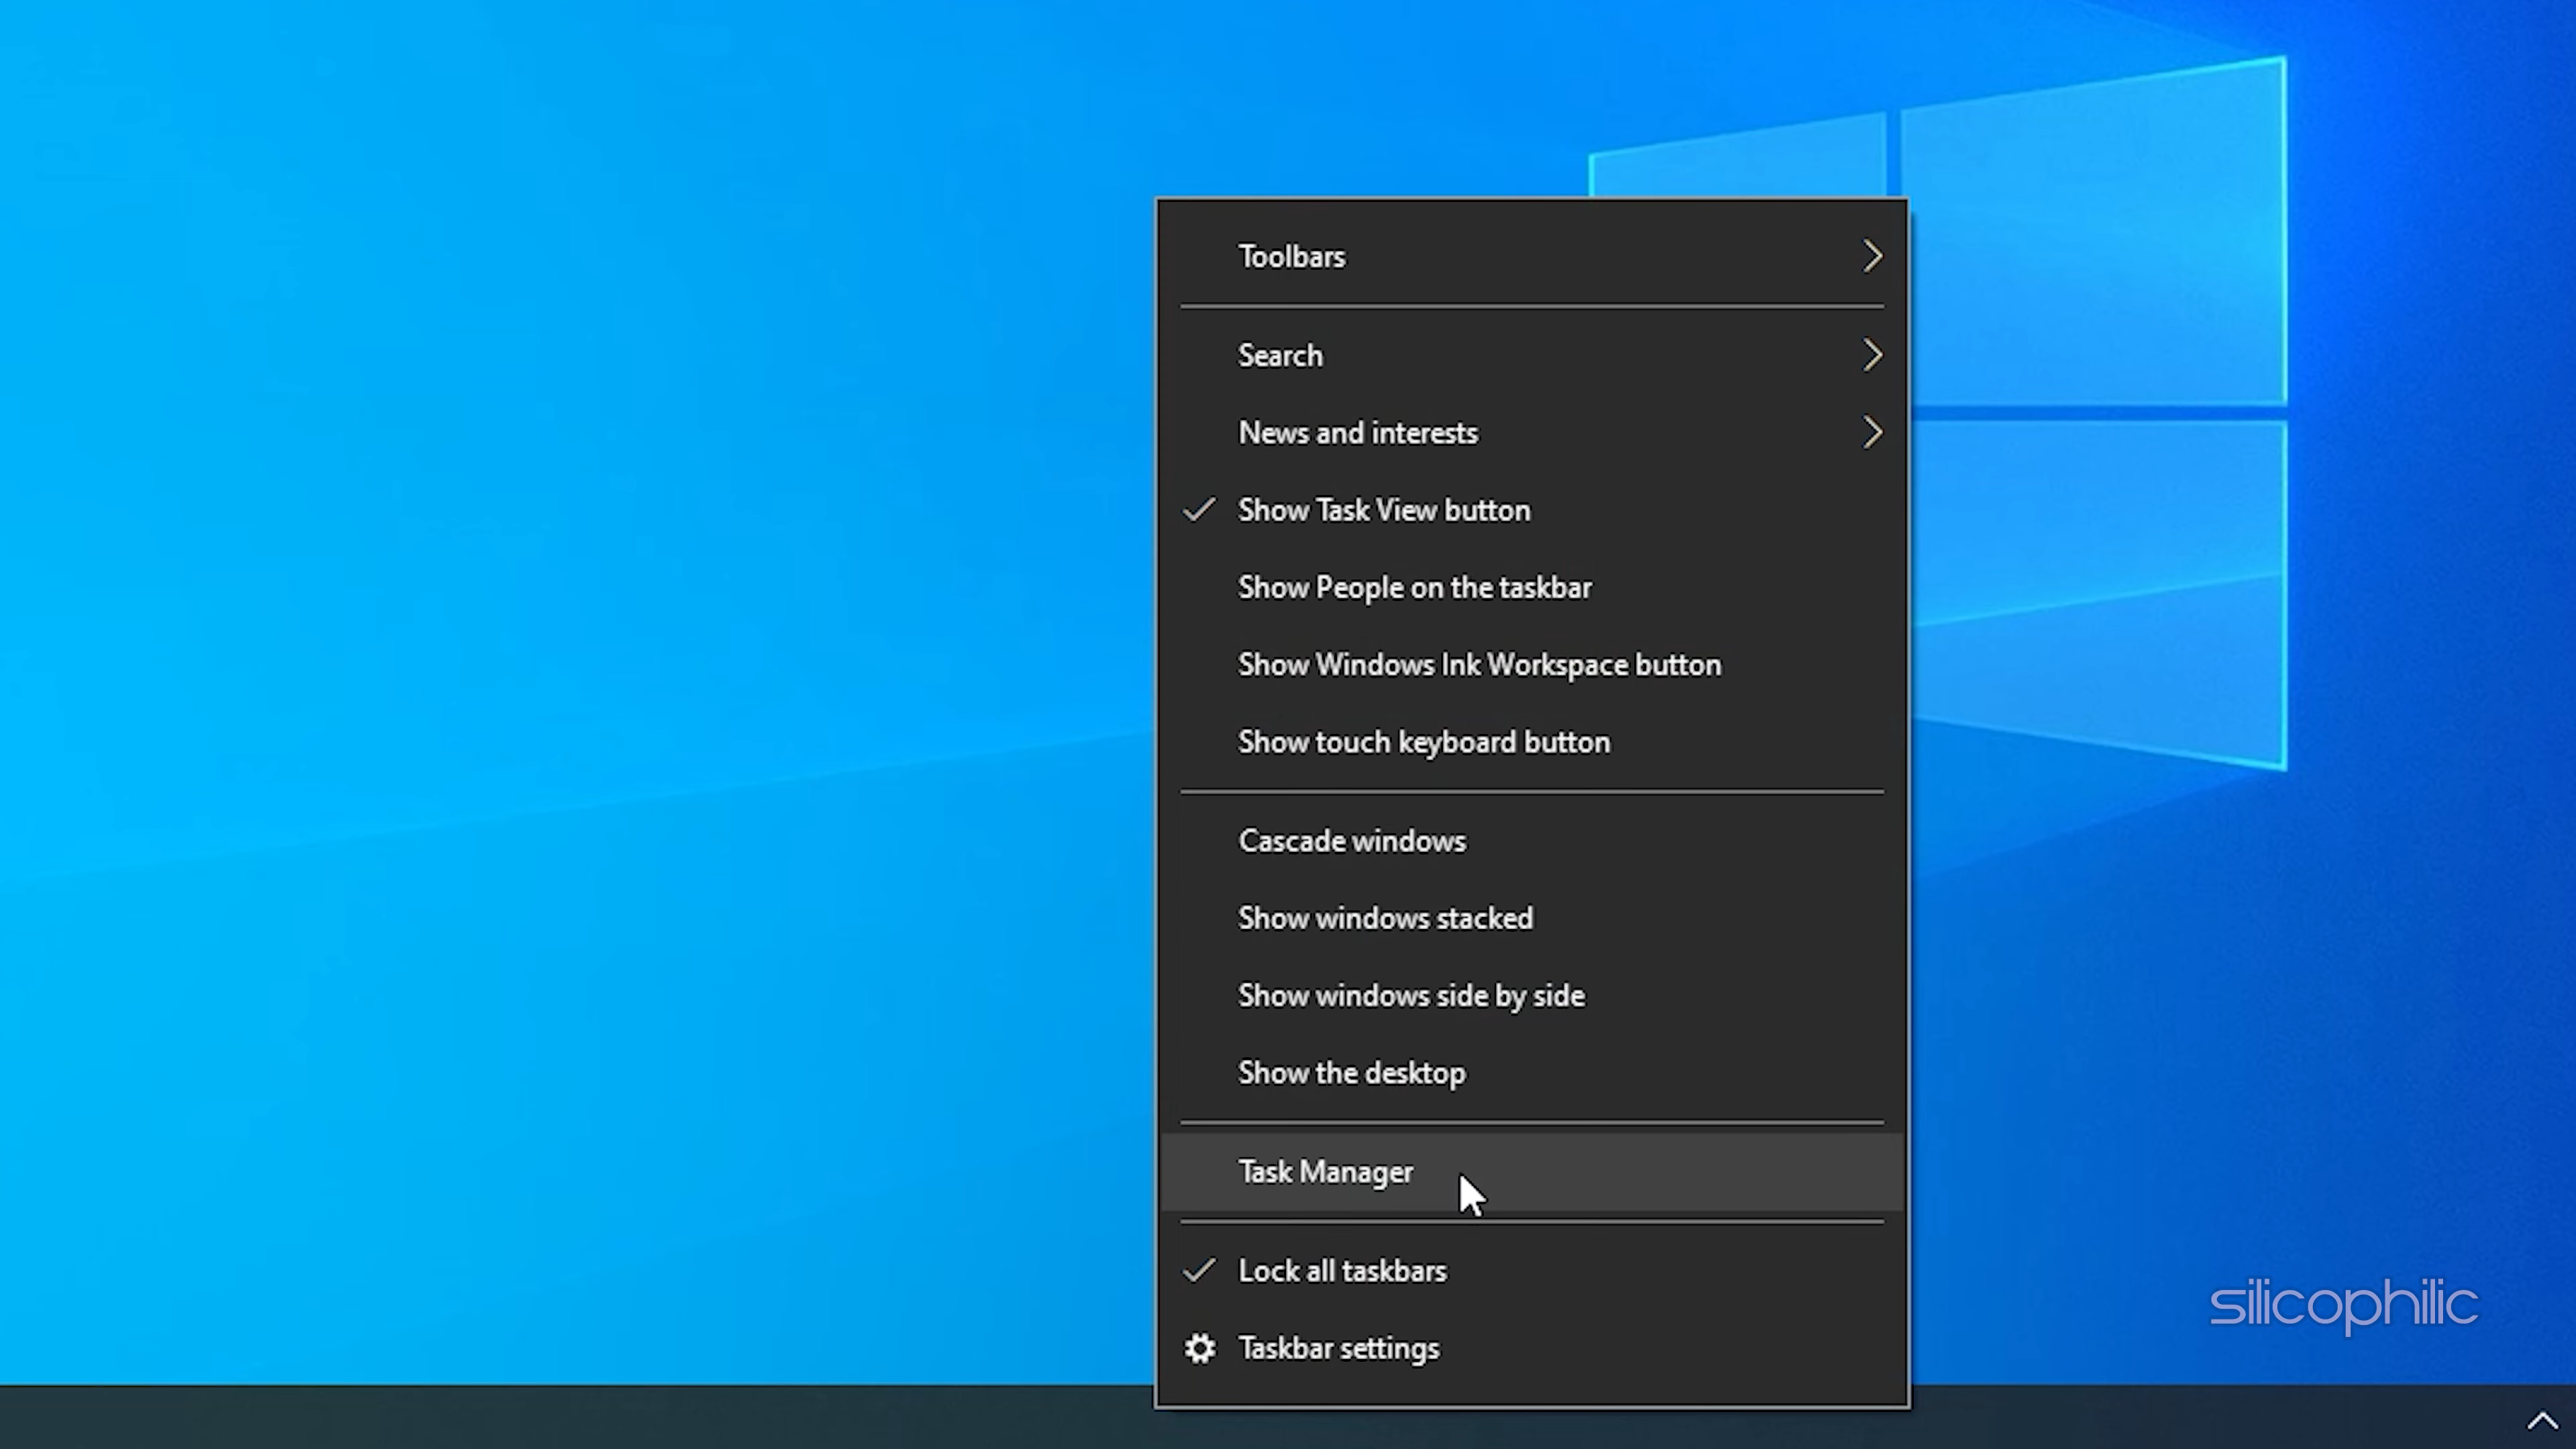 Toolbars
Search
News and interests
Show Task View button
Show People on the taskbar
Show Windows Ink Workspace button
Show touch keyboard button
Cascade windows
Show windows stacked
Show windows side by side
Show the desktop
Task Manager
Lock all taskbars
silicophilic
Taskbar settings